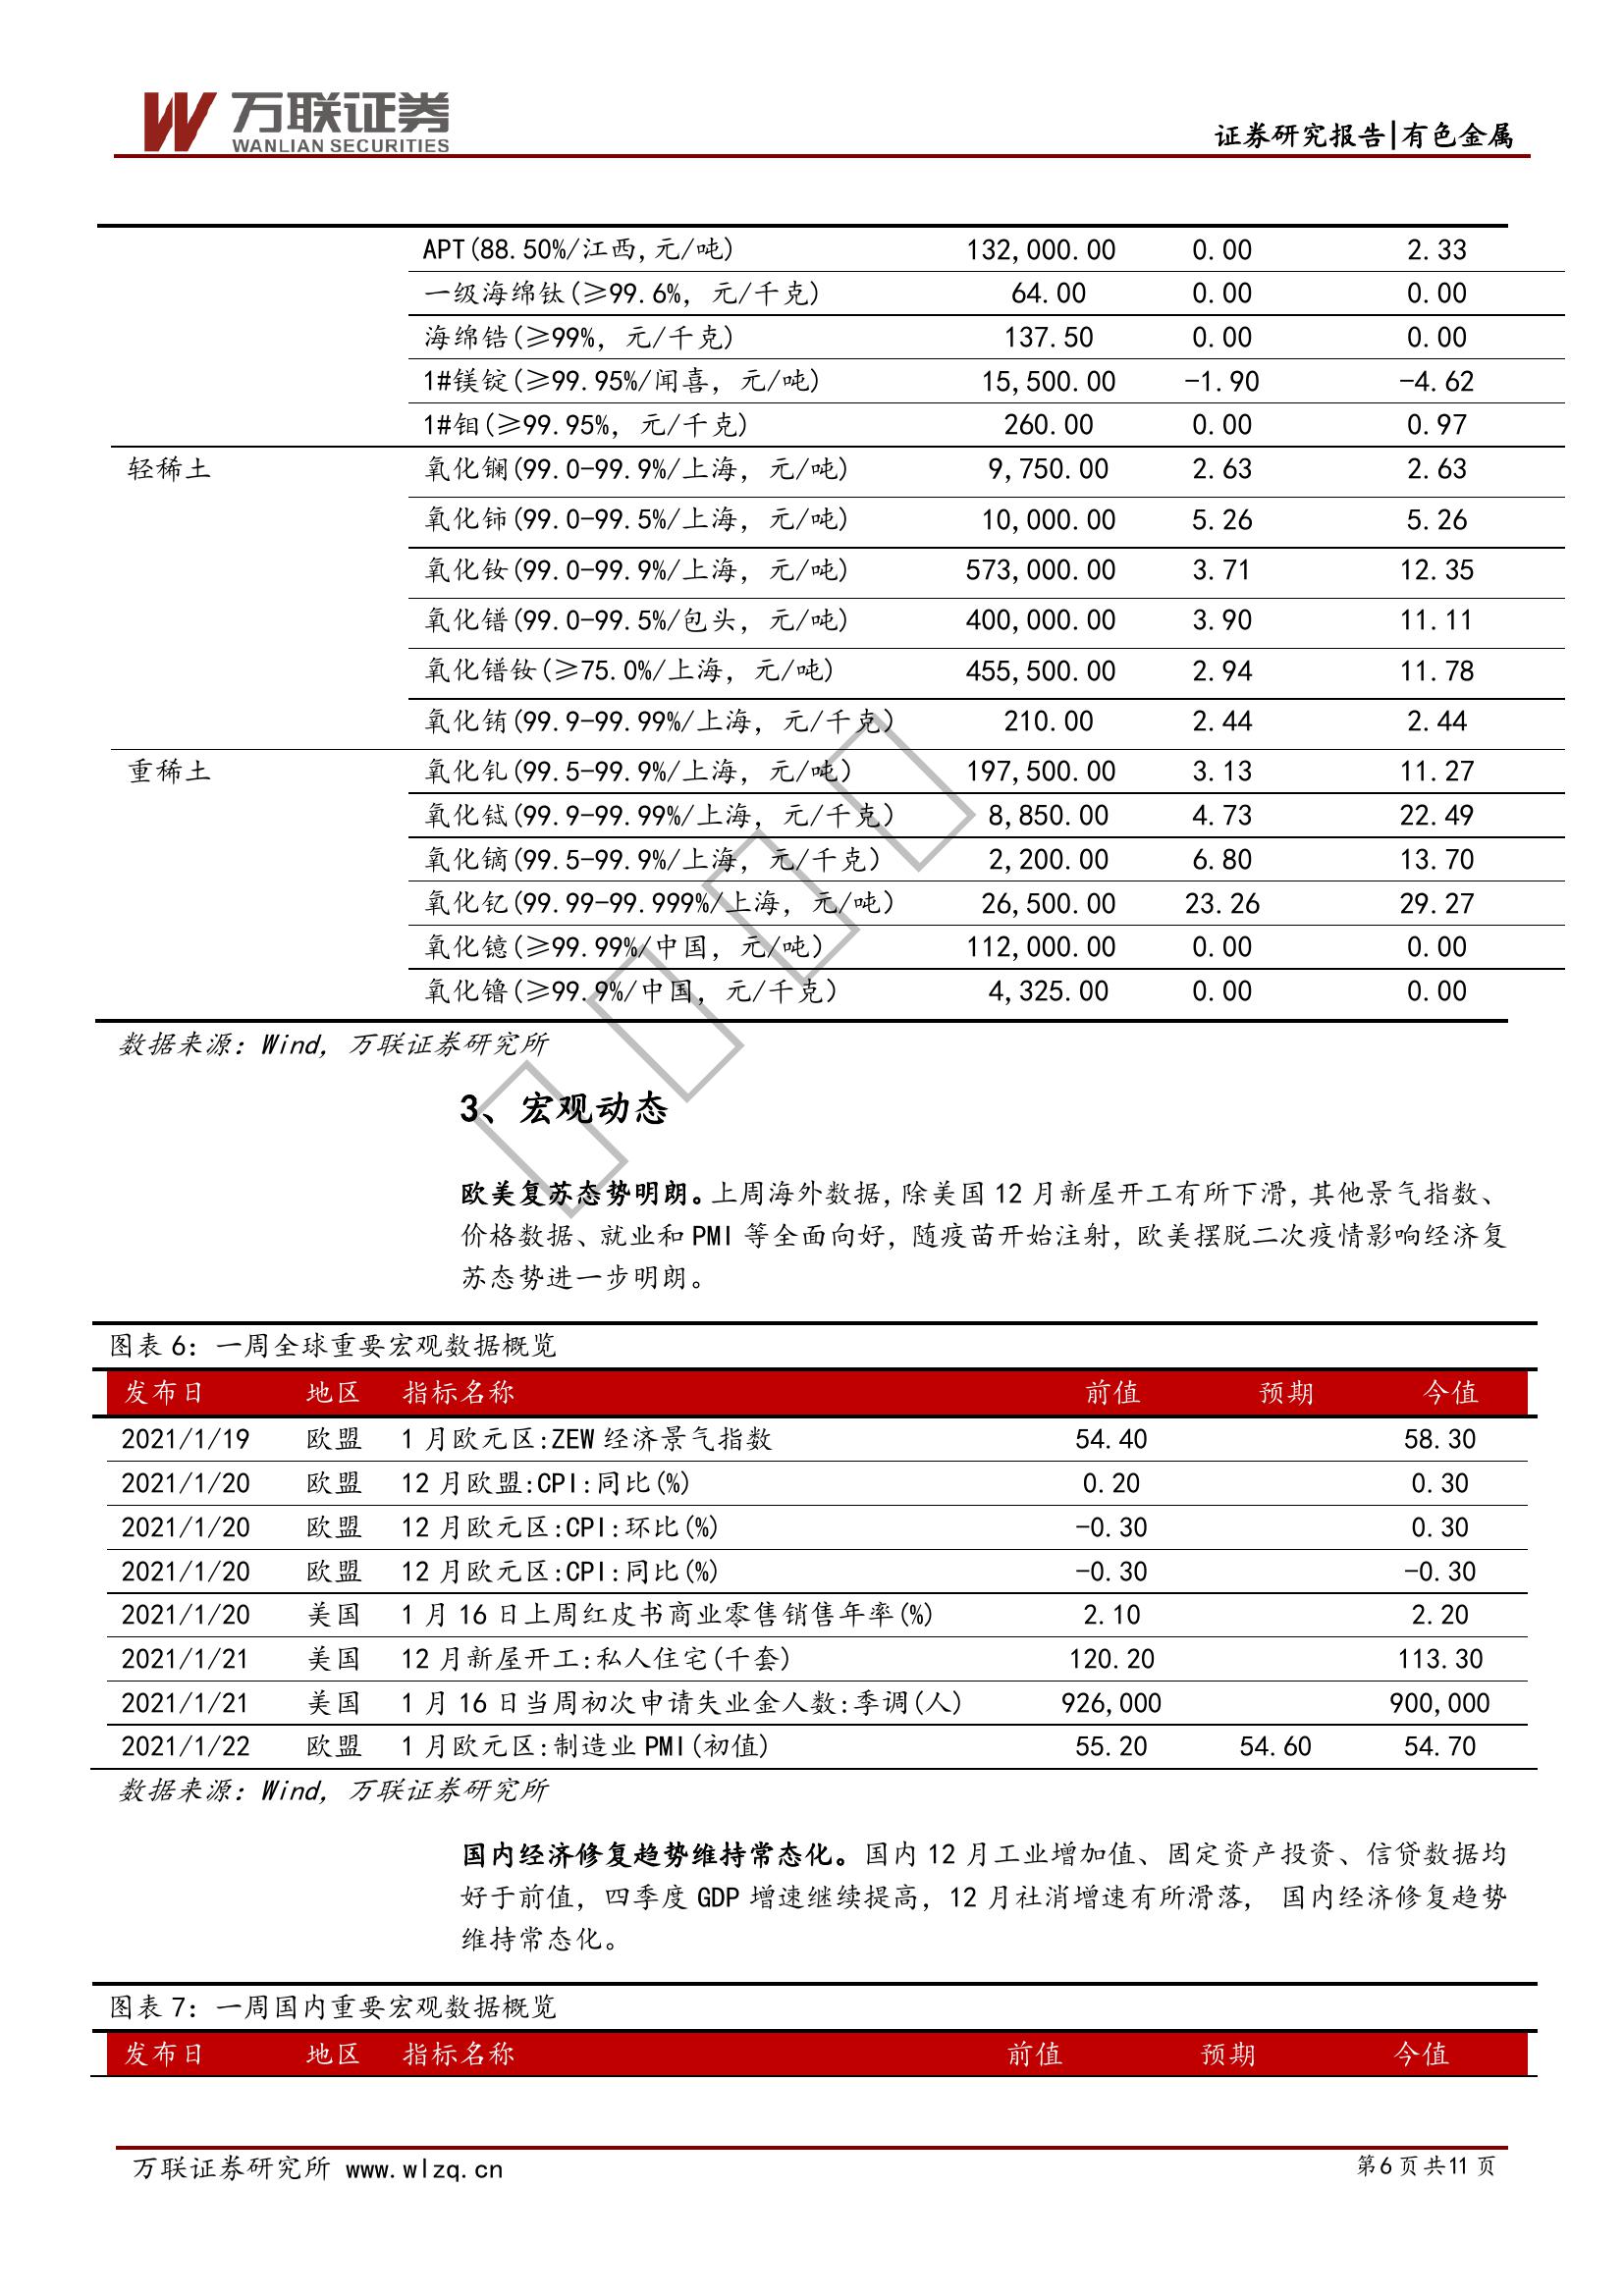 万联证券
WANLIAN SECURITIES
证券研究报告|有色金属
APT(88.50%/江西,元/吨) 132,000.00 0.00 2.33
一级海绵钛(≥99.6%, 元/千克) 64.00 0.00 0.00
海绵锆(≥99%, 元/千克) 137.50 0.00 0.00
1#镁锭(≥99.95%/闻喜, 元/吨) 15,500.00 -1.90 -4.62
1#钼(≥99.95%, 元/千克) 260.00 0.00 0.97
轻稀土 氧化镧(99.0-99.9%/上海, 元/吨) 9,750.00 2.63 2.63
氧化铈(99.0-99.5%/上海, 元/吨) 10,000.00 5.26 5.26
氧化钕(99.0-99.9%/上海, 元/吨) 573,000.00 3.71 12.35
氧化镨(99.0-99.5%/包头, 元/吨) 400,000.00 3.90 11.11
氧化镨钕(≥75.0%/上海, 元/吨) 455,500.00 2.94 11.78
氧化铕(99.9-99.99%/上海, 元/千克) 210.00 2.44 2.44
重稀土 氧化钆(99.5-99.9%/上海, 元/吨) 197,500.00 3.13 11.27
氧化铽(99.9-99.99%/上海, 元/千克) 8,850.00 4.73 22.49
氧化镝(99.5-99.9%/上海, 元/千克) 2,200.00 6.80 13.70
氧化钇(99.99-99.999%/上海, 元/吨) 26,500.00 23.26 29.27
氧化镱(≥99.99%/中国, 元/吨) 112,000.00 0.00 0.00
氧化镥(≥99.9%/中国, 元/千克) 4,325.00 0.00 0.00
数据来源: Wind, 万联证券研究所
3、宏观动态
欧美复苏态势明朗。上周海外数据,除美国12月新屋开工有所下滑,其他景气指数、
价格数据、就业和PMI等全面向好,随疫苗开始注射,欧美摆脱二次疫情影响经济复
苏态势进一步明朗。
图表 6: 一周全球重要宏观数据概览
发布日 地区 指标名称 前值 预期 今值
2021/1/19 欧盟 1月欧元区:ZEW经济景气指数 54.40 58.30
2021/1/20 欧盟 12月欧盟:CPI:同比(%) 0.20 0.30
2021/1/20 欧盟 12月欧元区:CPI:环比(%) -0.30 0.30
2021/1/20 欧盟 12月欧元区:CPI:同比(%) -0.30 -0.30
2021/1/20 美国 1月16日上周红皮书商业零售销售年率(%) 2.10 2.20
2021/1/21 美国 12月新屋开工:私人住宅(千套) 120.20 113.30
2021/1/21 美国 1月16日当周初次申请失业金人数:季调(人) 926,000 900,000
2021/1/22 欧盟 1月欧元区:制造业PMI(初值) 55.20 54.60 54.70
数据来源: Wind, 万联证券研究所
国内经济修复趋势维持常态化。国内12月工业增加值、固定资产投资、信贷数据均
好于前值,四季度GDP增速继续提高,12月社消增速有所滑落, 国内经济修复趋势
维持常态化。
图表 7: 一周国内重要宏观数据概览
发布日 地区 指标名称 前值 预期 今值
万联证券研究所 www.wlzq.cn 第6页共11页